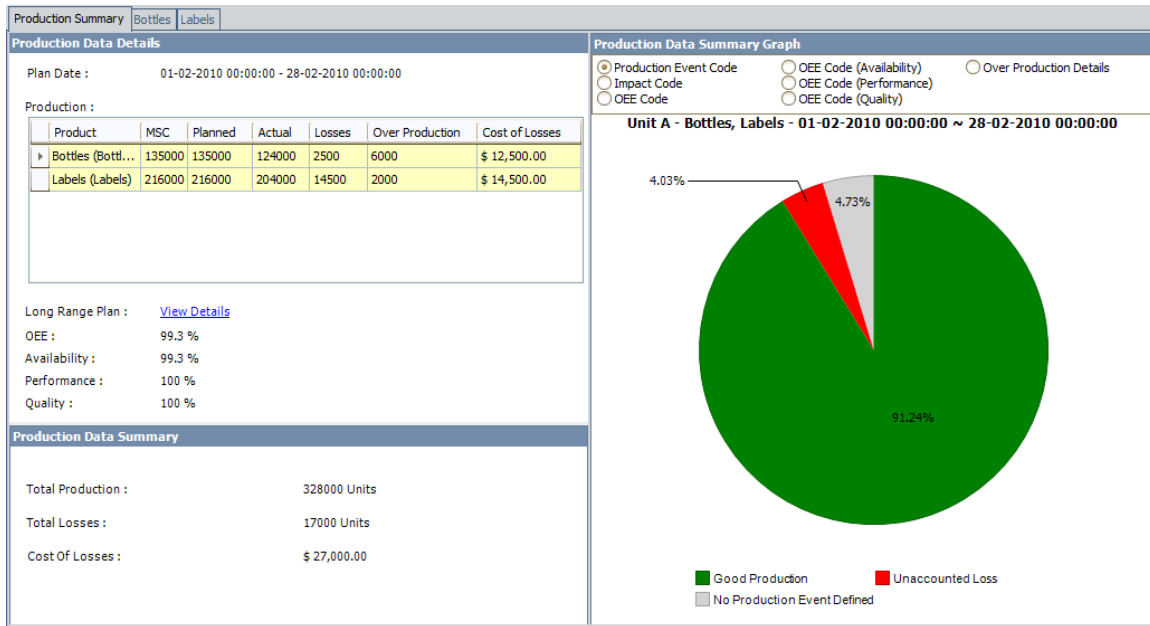 Production Summary Bottles Labels
Production Data Details
Plan Date : 01-02-2010 00:00:00 - 28-02-2010 00:00:00
Production :
Product MSC Planned Actual Losses Over Production Cost of Losses
Bottles (Bottl... 135000 135000 124000 2500 6000 $ 12,500.00
Labels (Labels) 216000 216000 204000 14500 2000 $ 14,500.00
Long Range Plan : View Details
OEE : 99.3 %
Availability : 99.3 %
Performance : 100 %
Quality : 100 %
Production Data Summary
Total Production : 328000 Units
Total Losses : 17000 Units
Cost Of Losses : $ 27,000.00
Production Data Summary Graph
Production Event Code OEE Code (Availability) Over Production Details
Impact Code OEE Code (Performance)
OEE Code OEE Code (Quality)
Unit A - Bottles, Labels - 01-02-2010 00:00:00 ~ 28-02-2010 00:00:00
4.03%
4.73%
91.24%
Good Production Unaccounted Loss
No Production Event Defined